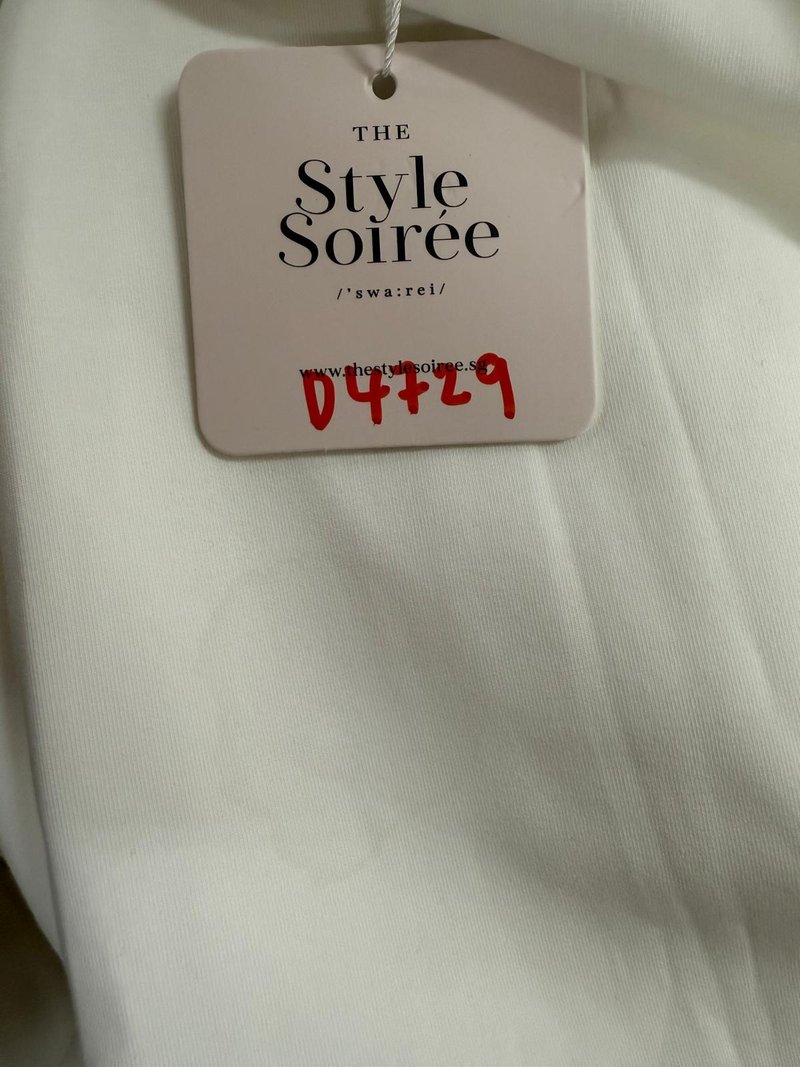 THE
Style
Soirée
/'swa:rei/
www.thestylesoiree.sg
D4729